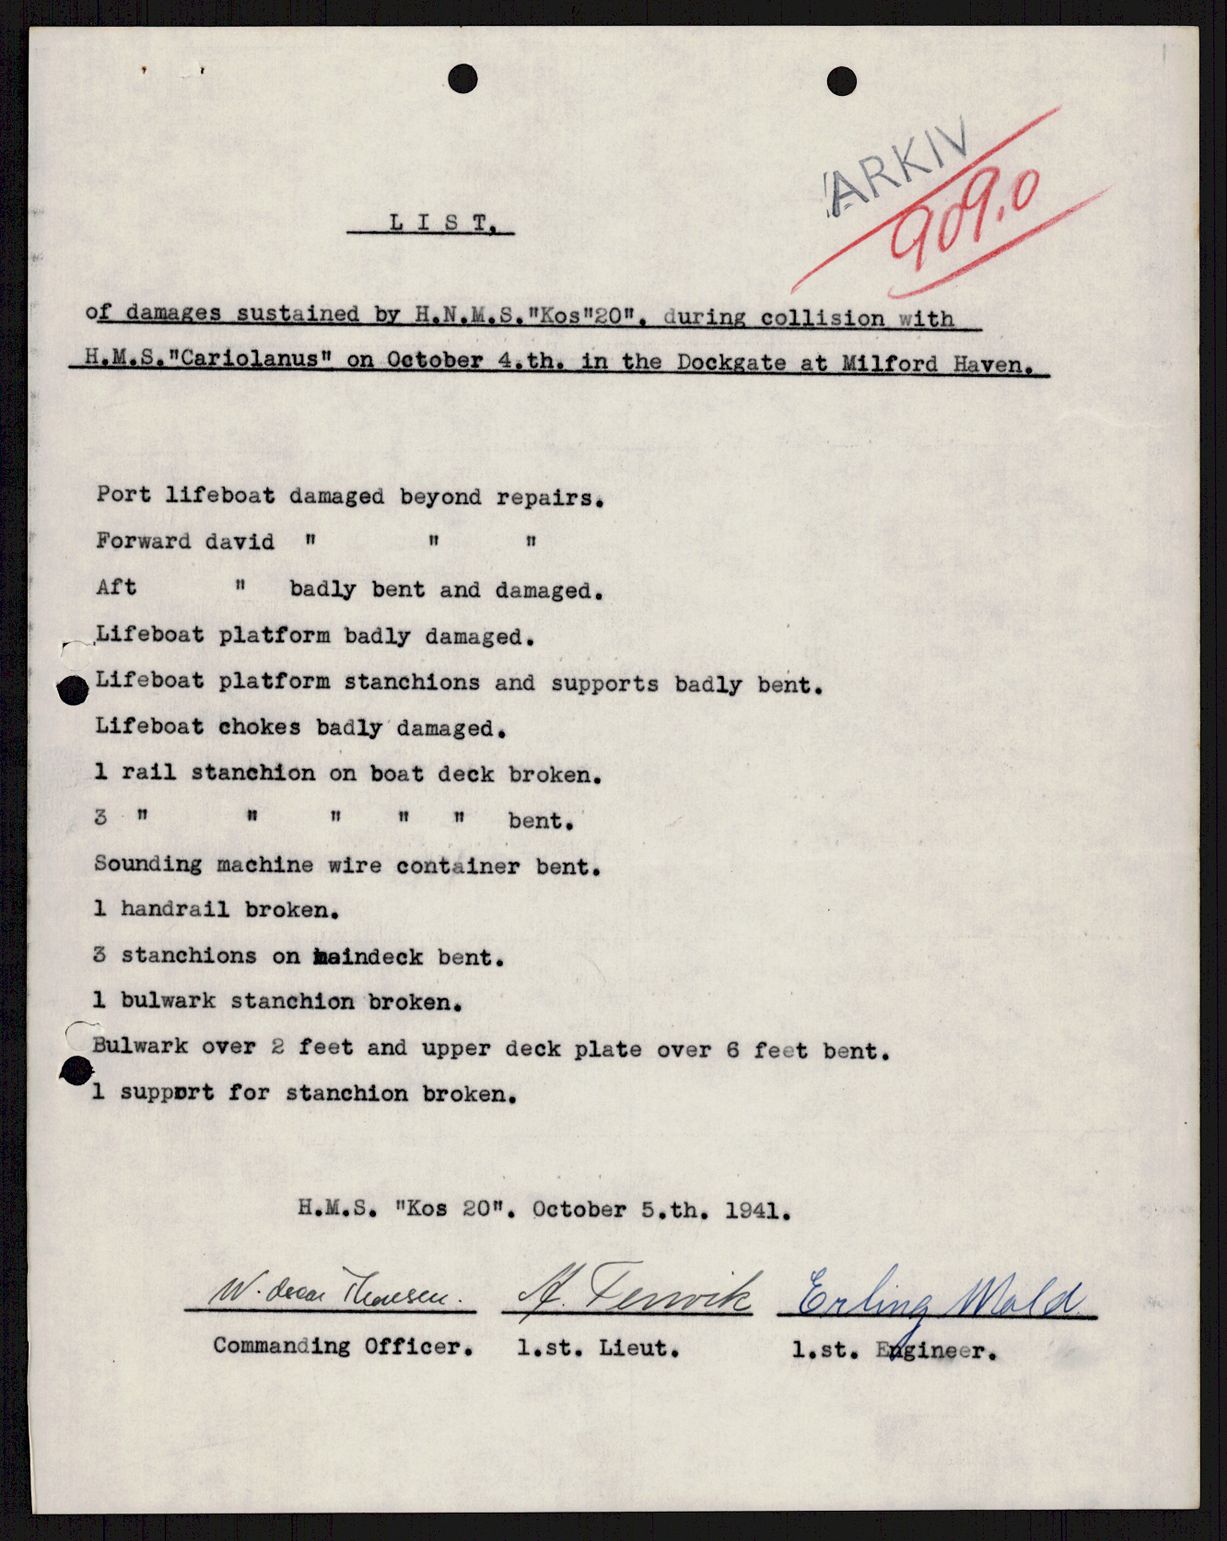 ARKIV
909.0
L I S T.
of damages sustained by H.N.M.S."Kos"20". during collision with
H.M.S."Cariolanus" on October 4.th. in the Dockgate at Milford Haven.
Port lifeboat damaged beyond repairs.
Forward david " " "
Aft " badly bent and damaged.
Lifeboat platform badly damaged.
Lifeboat platform stanchions and supports badly bent.
Lifeboat chokes badly damaged.
1 rail stanchion on boat deck broken.
3 " " " " " bent.
Sounding machine wire container bent.
1 handrail broken.
3 stanchions on maindeck bent.
1 bulwark stanchion broken.
Bulwark over 2 feet and upper deck plate over 6 feet bent.
1 support for stanchion broken.
H.M.S. "Kos 20". October 5.th. 1941.
W. Thoresen. A. Fenwik Erling Mold
Commanding Officer. 1.st. Lieut. 1.st. Engineer.